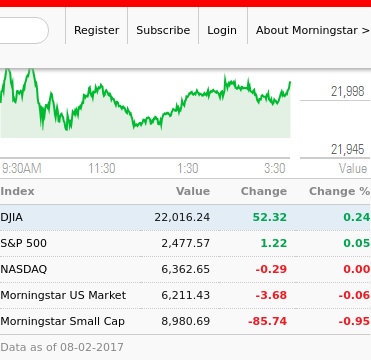 Register Subscribe Login About Morningstar >
21,998
21,945
9:30AM 11:30 1:30 3:30 Value
Index Value Change Change %
DJIA 22,016.24 52.32 0.24
S&P 500 2,477.57 1.22 0.05
NASDAQ 6,362.65 -0.29 0.00
Morningstar US Market 6,211.43 -3.68 -0.06
Morningstar Small Cap 8,980.69 -85.74 -0.95
Data as of 08-02-2017